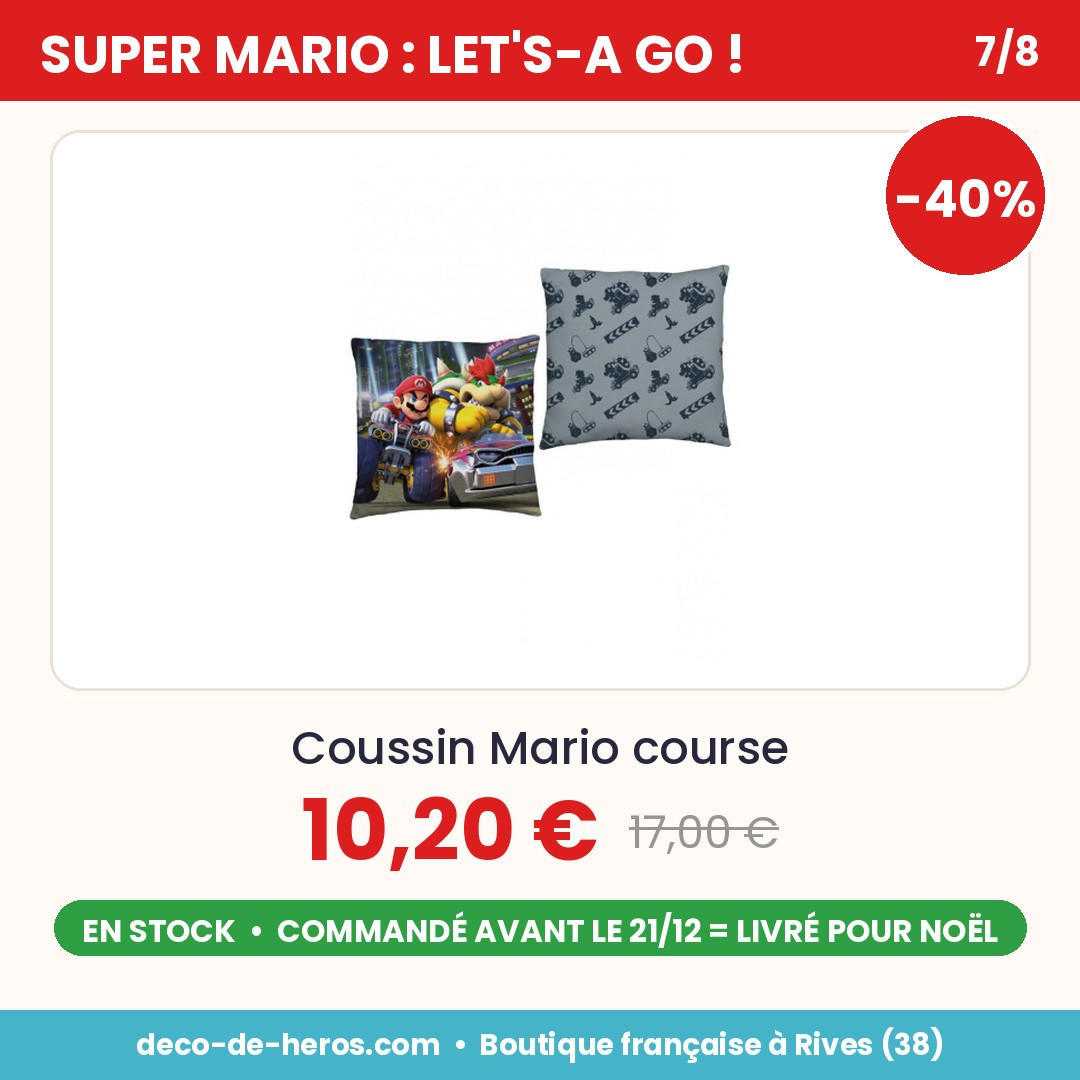 SUPER MARIO : LET'S-A GO !
7/8
-40%
Coussin Mario course
10,20 € 17,00 €
EN STOCK • COMMANDÉ AVANT LE 21/12 = LIVRÉ POUR NOËL
deco-de-heros.com • Boutique française à Rives (38)